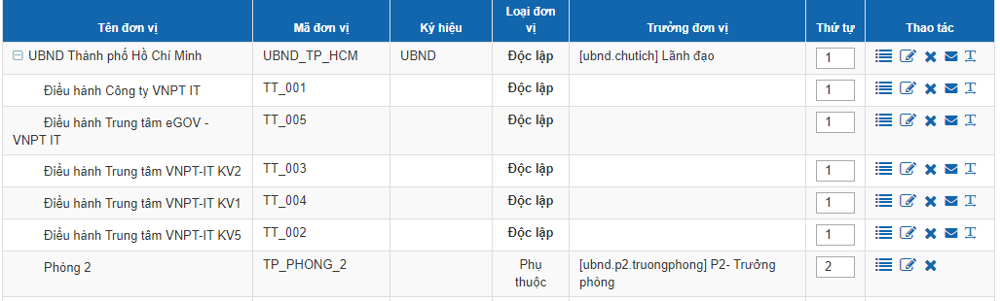 Tên đơn vị Mã đơn vị Ký hiệu Loại đơn vị Trưởng đơn vị Thứ tự Thao tác
UBND Thành phố Hồ Chí Minh UBND_TP_HCM UBND Độc lập [ubnd.chutich] Lãnh đạo 1
Điều hành Công ty VNPT IT TT_001 Độc lập 1
Điều hành Trung tâm eGOV - TT_005 Độc lập 1
VNPT IT
Điều hành Trung tâm VNPT-IT KV2 TT_003 Độc lập 1
Điều hành Trung tâm VNPT-IT KV1 TT_004 Độc lập 1
Điều hành Trung tâm VNPT-IT KV5 TT_002 Độc lập 1
Phòng 2 TP_PHONG_2 Phụ thuộc [ubnd.p2.truongphong] P2- Trưởng phòng 2